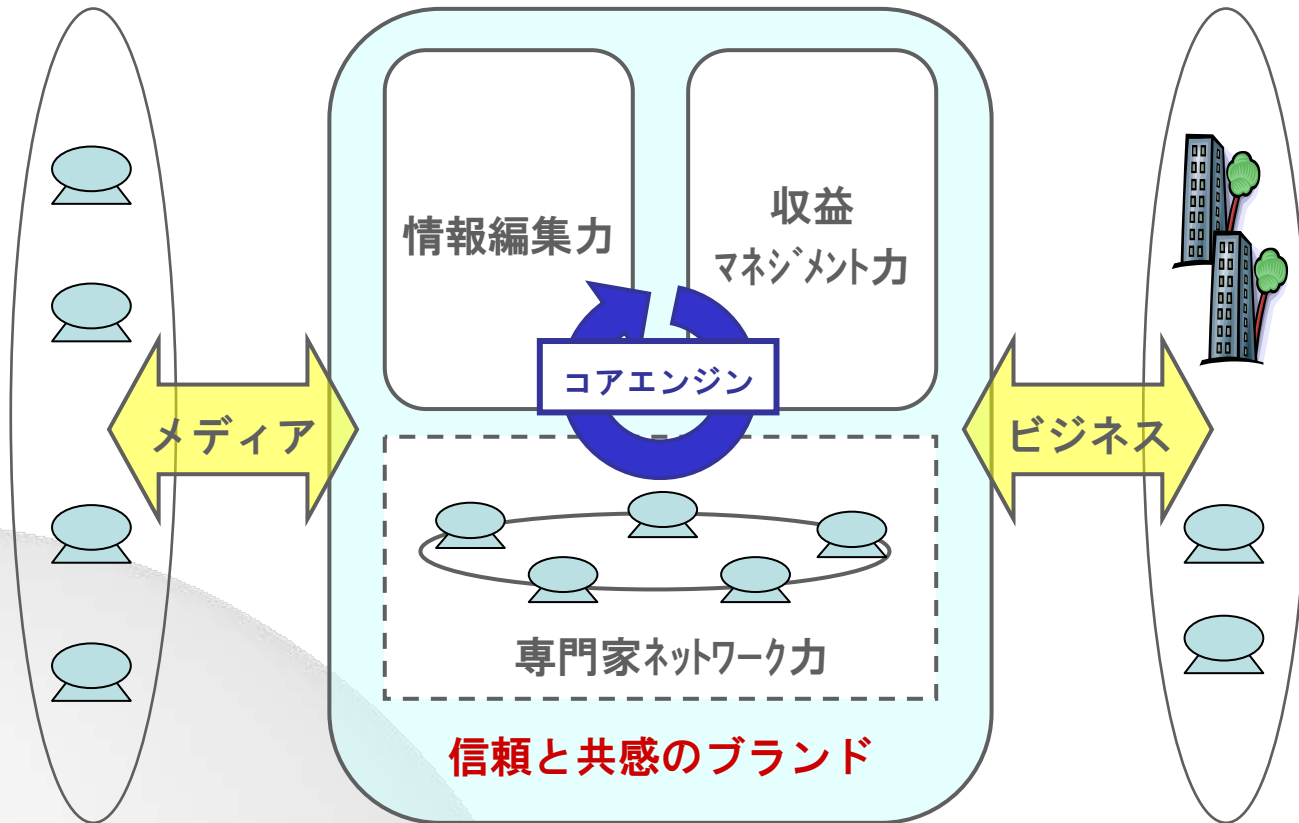 情報編集力
収益
マネジメント力
コアエンジン
メディア
ビジネス
専門家ネットワーク力
信頼と共感のブランド